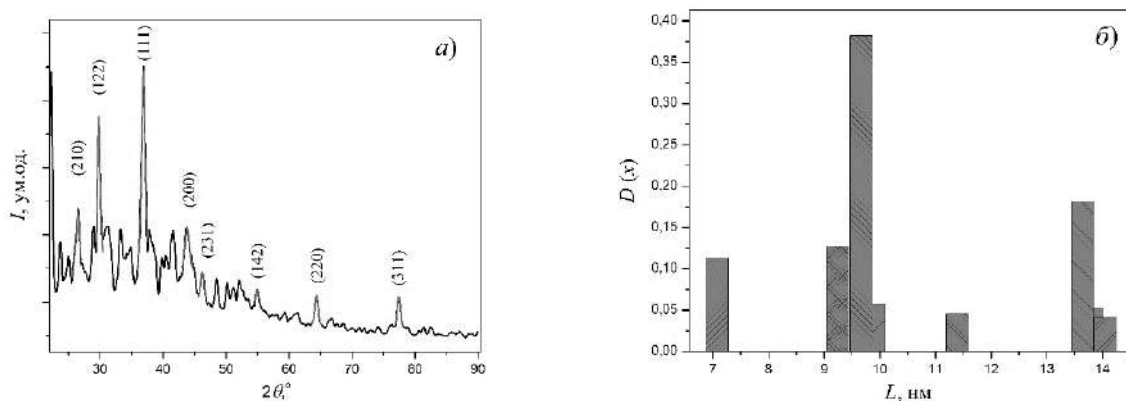 а)
I, ум.од.
(210)
(122)
(111)
(200)
(231)
(142)
(220)
(311)
30 40 50 60 70 80 90
2θ,°
б)
D (x)
0,40
0,35
0,30
0,25
0,20
0,15
0,10
0,05
0,00
7 8 9 10 11 12 13 14
L, нм